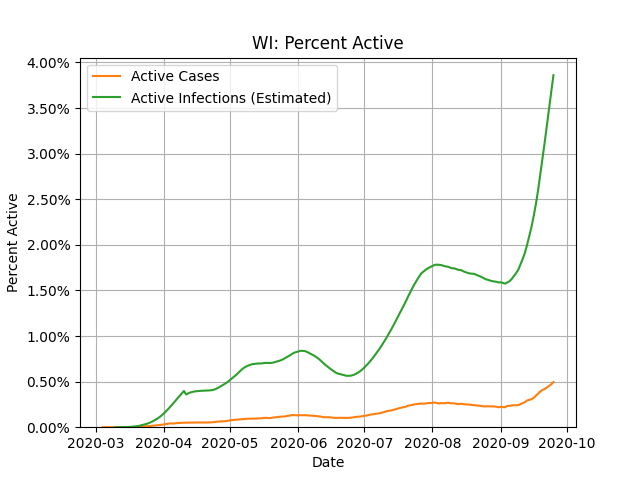 WI: Percent Active
4.00%
3.50%
3.00%
2.50%
2.00%
1.50%
1.00%
0.50%
0.00%
Percent Active
Active Cases
Active Infections (Estimated)
2020-03 2020-04 2020-05 2020-06 2020-07 2020-08 2020-09 2020-10
Date